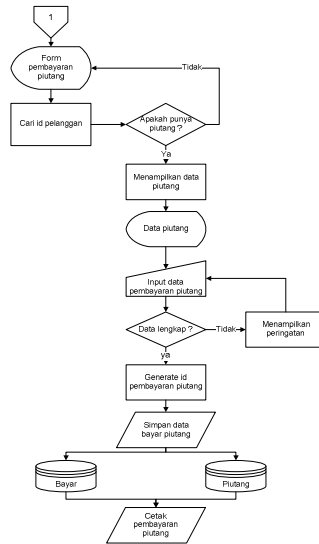 1
Form
pembayaran
piutang
Tidak
Cari id pelanggan
Apakah punya
piutang ?
Ya
Menampilkan data
piutang
Data piutang
Input data
pembayaran piutang
Data lengkap ?
Tidak
Menampilkan
peringatan
ya
Generate id
pembayaran piutang
Simpan data
bayar piutang
Bayar
Piutang
Cetak
pembayaran
piutang